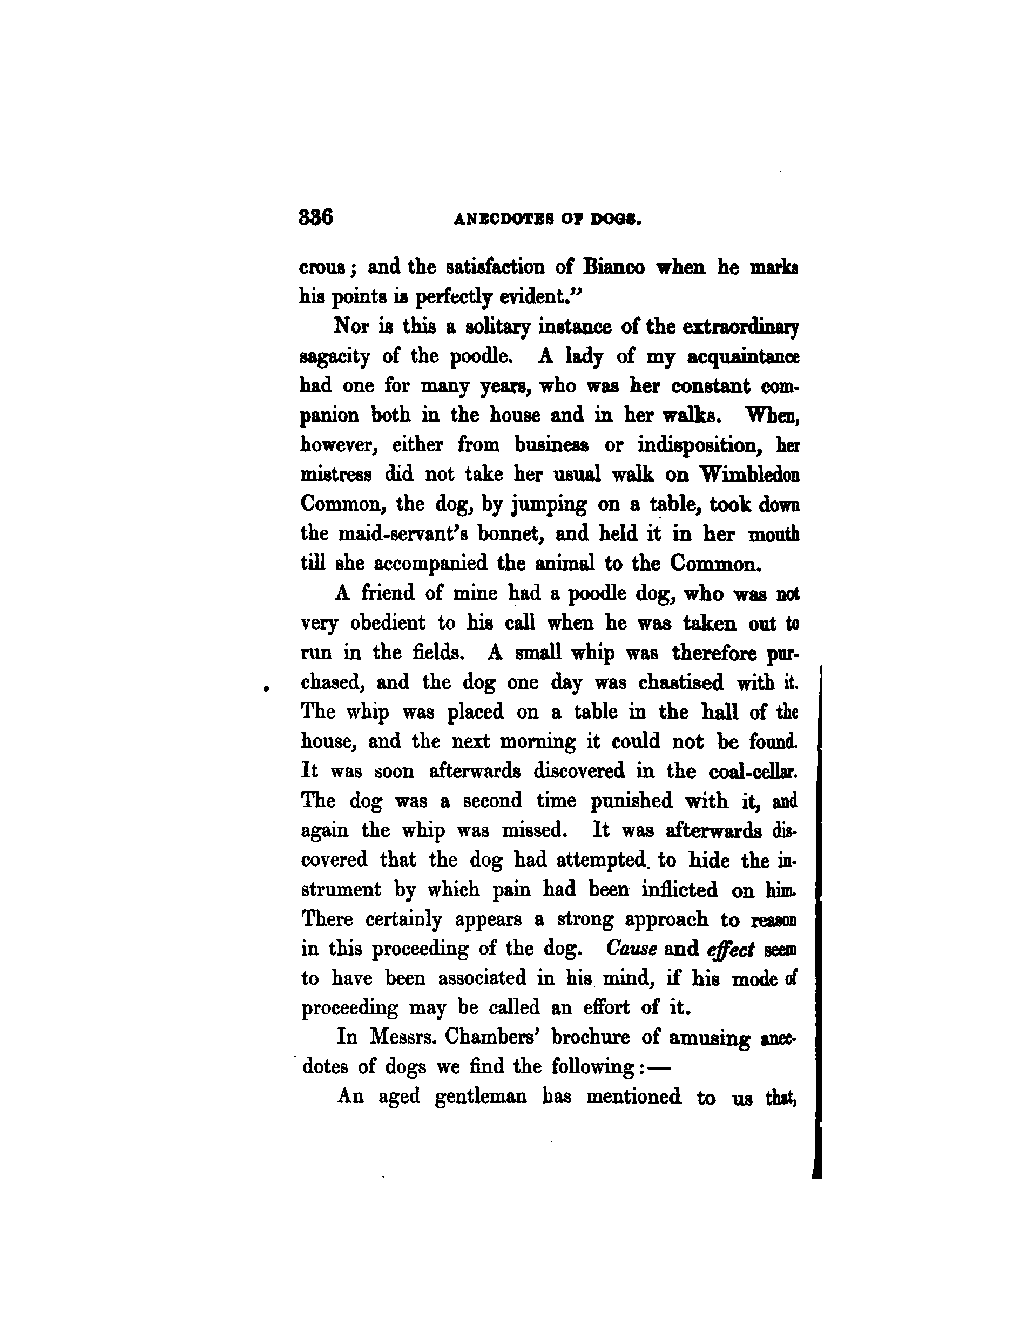 336 ANECDOTES OF DOGS.
crous; and the satisfaction of Bianco when he marks
his points is perfectly evident."
Nor is this a solitary instance of the extraordinary
sagacity of the poodle. A lady of my acquaintance
had one for many years, who was her constant com-
panion both in the house and in her walks. When,
however, either from business or indisposition, her
mistress did not take her usual walk on Wimbledon
Common, the dog, by jumping on a table, took down
the maid-servant's bonnet, and held it in her mouth
till she accompanied the animal to the Common.
A friend of mine had a poodle dog, who was not
very obedient to his call when he was taken out to
run in the fields. A small whip was therefore pur-
chased, and the dog one day was chastised with it.
The whip was placed on a table in the hall of the
house, and the next morning it could not be found.
It was soon afterwards discovered in the coal-cellar.
The dog was a second time punished with it, and
again the whip was missed. It was afterwards dis-
covered that the dog had attempted to hide the in-
strument by which pain had been inflicted on him.
There certainly appears a strong approach to reason
in this proceeding of the dog. Cause and effect seem
to have been associated in his mind, if his mode of
proceeding may be called an effort of it.
In Messrs. Chambers' brochure of amusing anec-
dotes of dogs we find the following:—
An aged gentleman has mentioned to us that,